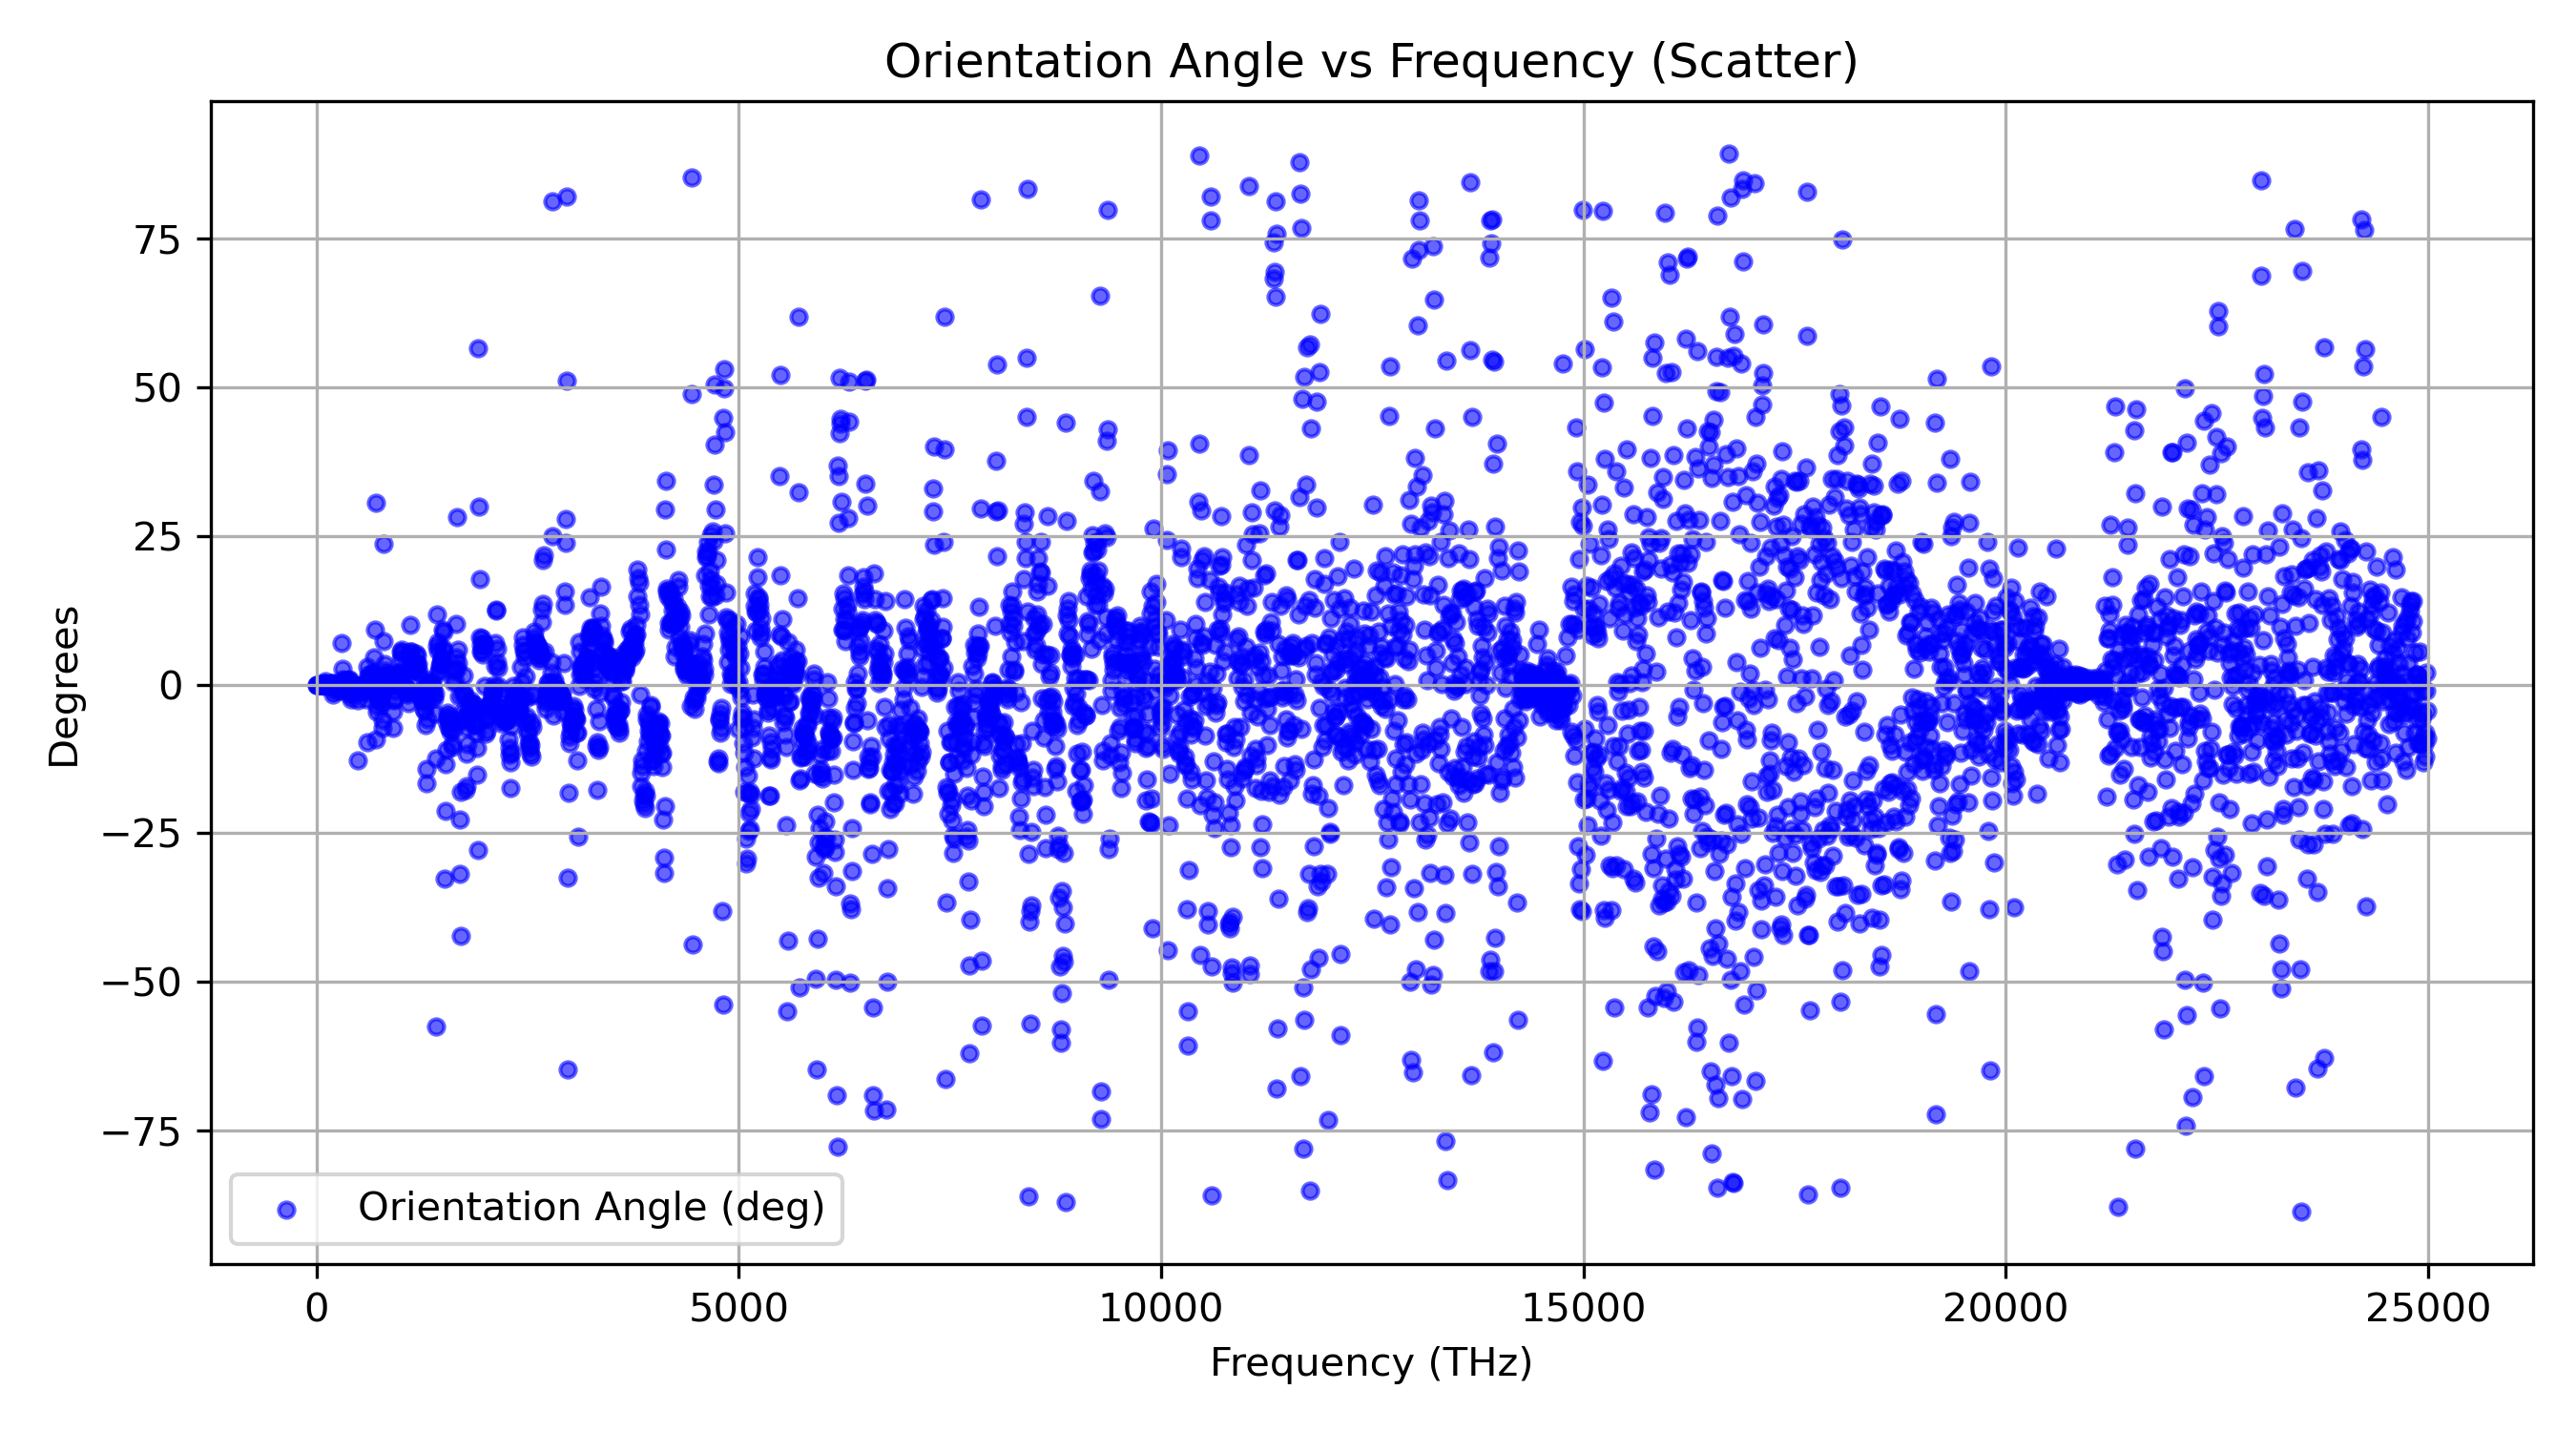 Orientation Angle vs Frequency (Scatter)
75
50
25
0
−25
−50
−75
Degrees
Orientation Angle (deg)
0 5000 10000 15000 20000 25000
Frequency (THz)